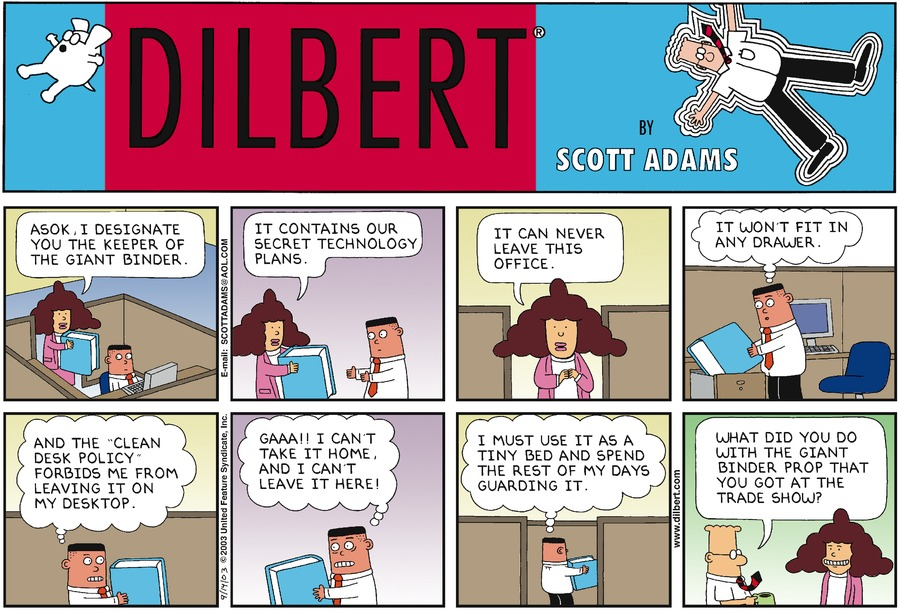 DILBERT®
BY
SCOTT ADAMS
ASOK, I DESIGNATE
YOU THE KEEPER OF
THE GIANT BINDER.
E-mail: SCOTTADAMS@AOL.COM
IT CONTAINS OUR
SECRET TECHNOLOGY
PLANS.
IT CAN NEVER
LEAVE THIS
OFFICE.
IT WON'T FIT IN
ANY DRAWER.
AND THE "CLEAN
DESK POLICY"
FORBIDS ME FROM
LEAVING IT ON
MY DESKTOP.
9/14/03 © 2003 United Feature Syndicate, Inc.
GAAA!! I CAN'T
TAKE IT HOME,
AND I CAN'T
LEAVE IT HERE!
I MUST USE IT AS A
TINY BED AND SPEND
THE REST OF MY DAYS
GUARDING IT.
www.dilbert.com
WHAT DID YOU DO
WITH THE GIANT
BINDER PROP THAT
YOU GOT AT THE
TRADE SHOW?